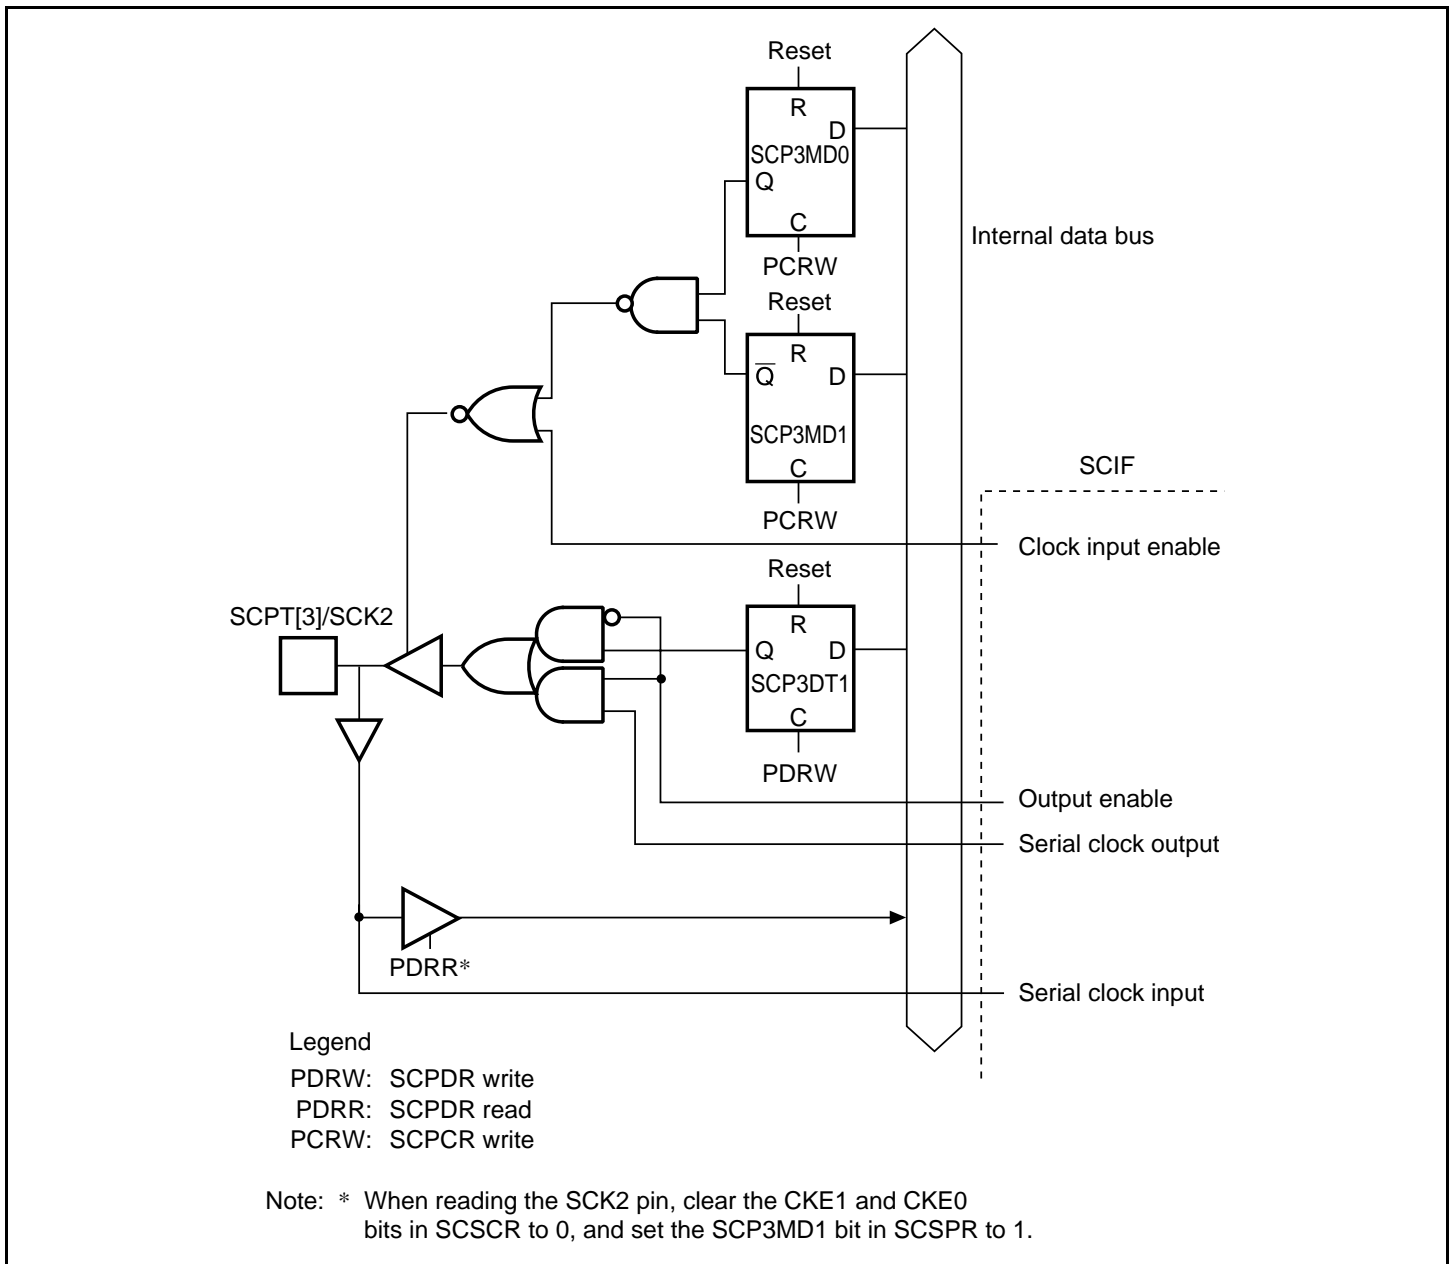 Reset
R
D
SCP3MD0
Q
C
PCRW
Internal data bus
Reset
R
Q̅ D
SCP3MD1
C
PCRW
SCIF
Clock input enable
Reset
SCPT[3]/SCK2
R
Q D
SCP3DT1
C
PDRW
Output enable
Serial clock output
PDRR*
Serial clock input
Legend
PDRW: SCPDR write
PDRR: SCPDR read
PCRW: SCPCR write
Note: * When reading the SCK2 pin, clear the CKE1 and CKE0
bits in SCSCR to 0, and set the SCP3MD1 bit in SCSPR to 1.